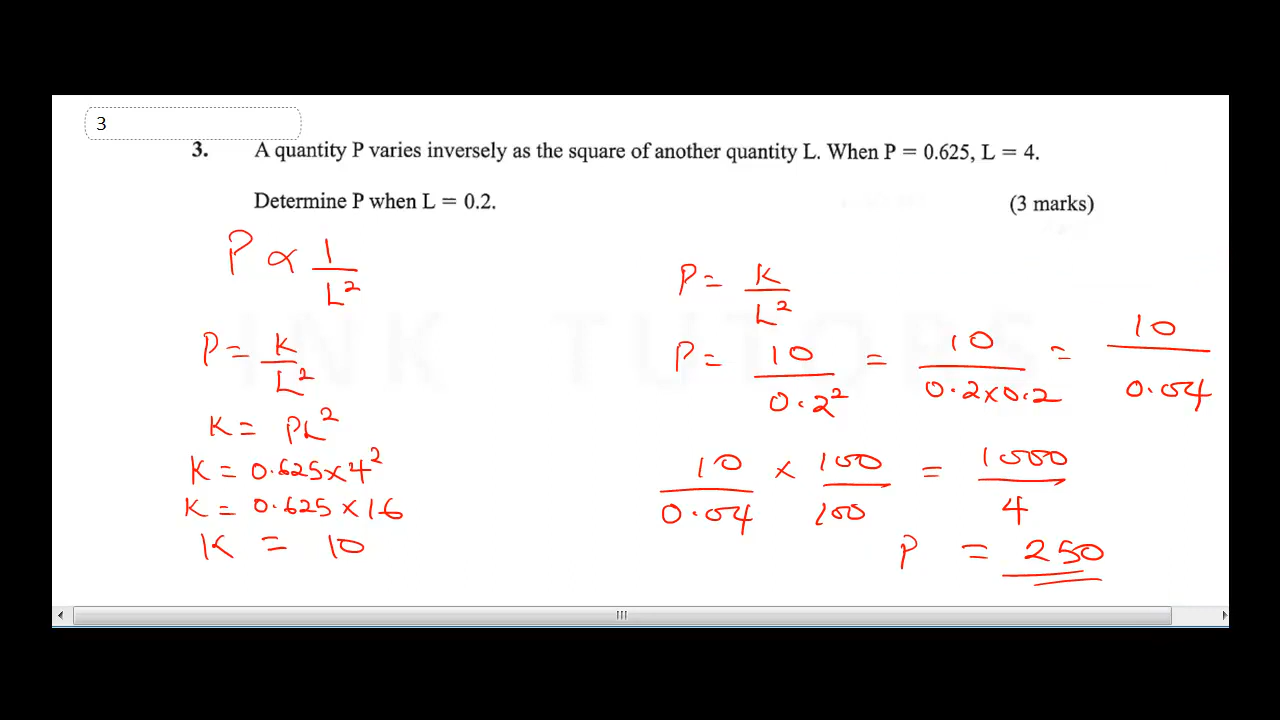 3
3. A quantity P varies inversely as the square of another quantity L. When P = 0.625, L = 4.
Determine P when L = 0.2. (3 marks)
P ∝ 1/L²
P = K/L²
K = PL²
K = 0.625 × 4²
K = 0.625 × 16
K = 10
P = K/L²
P = 10/0.2² = 10/0.2×0.2 = 10/0.04
10/0.04 × 100/100 = 1000/4
P = 250
INK TUTORS